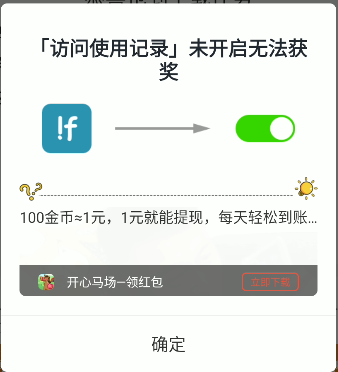 「访问使用记录」未开启无法获
奖
!f
100金币≈1元，1元就能提现，每天轻松到账...
开心马场—领红包
立即下载
确定